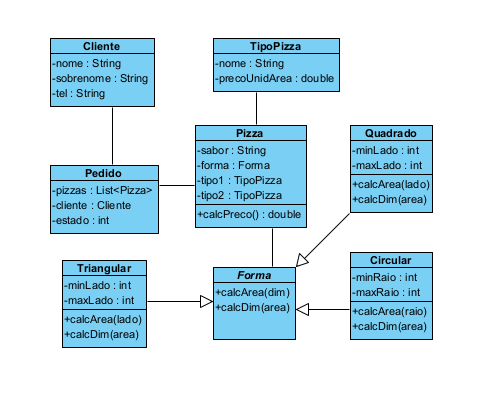 Cliente
-nome : String
-sobrenome : String
-tel : String
TipoPizza
-nome : String
-precoUnidArea : double
Pizza
-sabor : String
-forma : Forma
-tipo1 : TipoPizza
-tipo2 : TipoPizza
+calcPreco() : double
Quadrado
-minLado : int
-maxLado : int
+calcArea(lado)
+calcDim(area)
Pedido
-pizzas : List<Pizza>
-cliente : Cliente
-estado : int
Triangular
-minLado : int
-maxLado : int
+calcArea(lado)
+calcDim(area)
Forma
+calcArea(dim)
+calcDim(area)
Circular
-minRaio : int
-maxRaio : int
+calcArea(raio)
+calcDim(area)